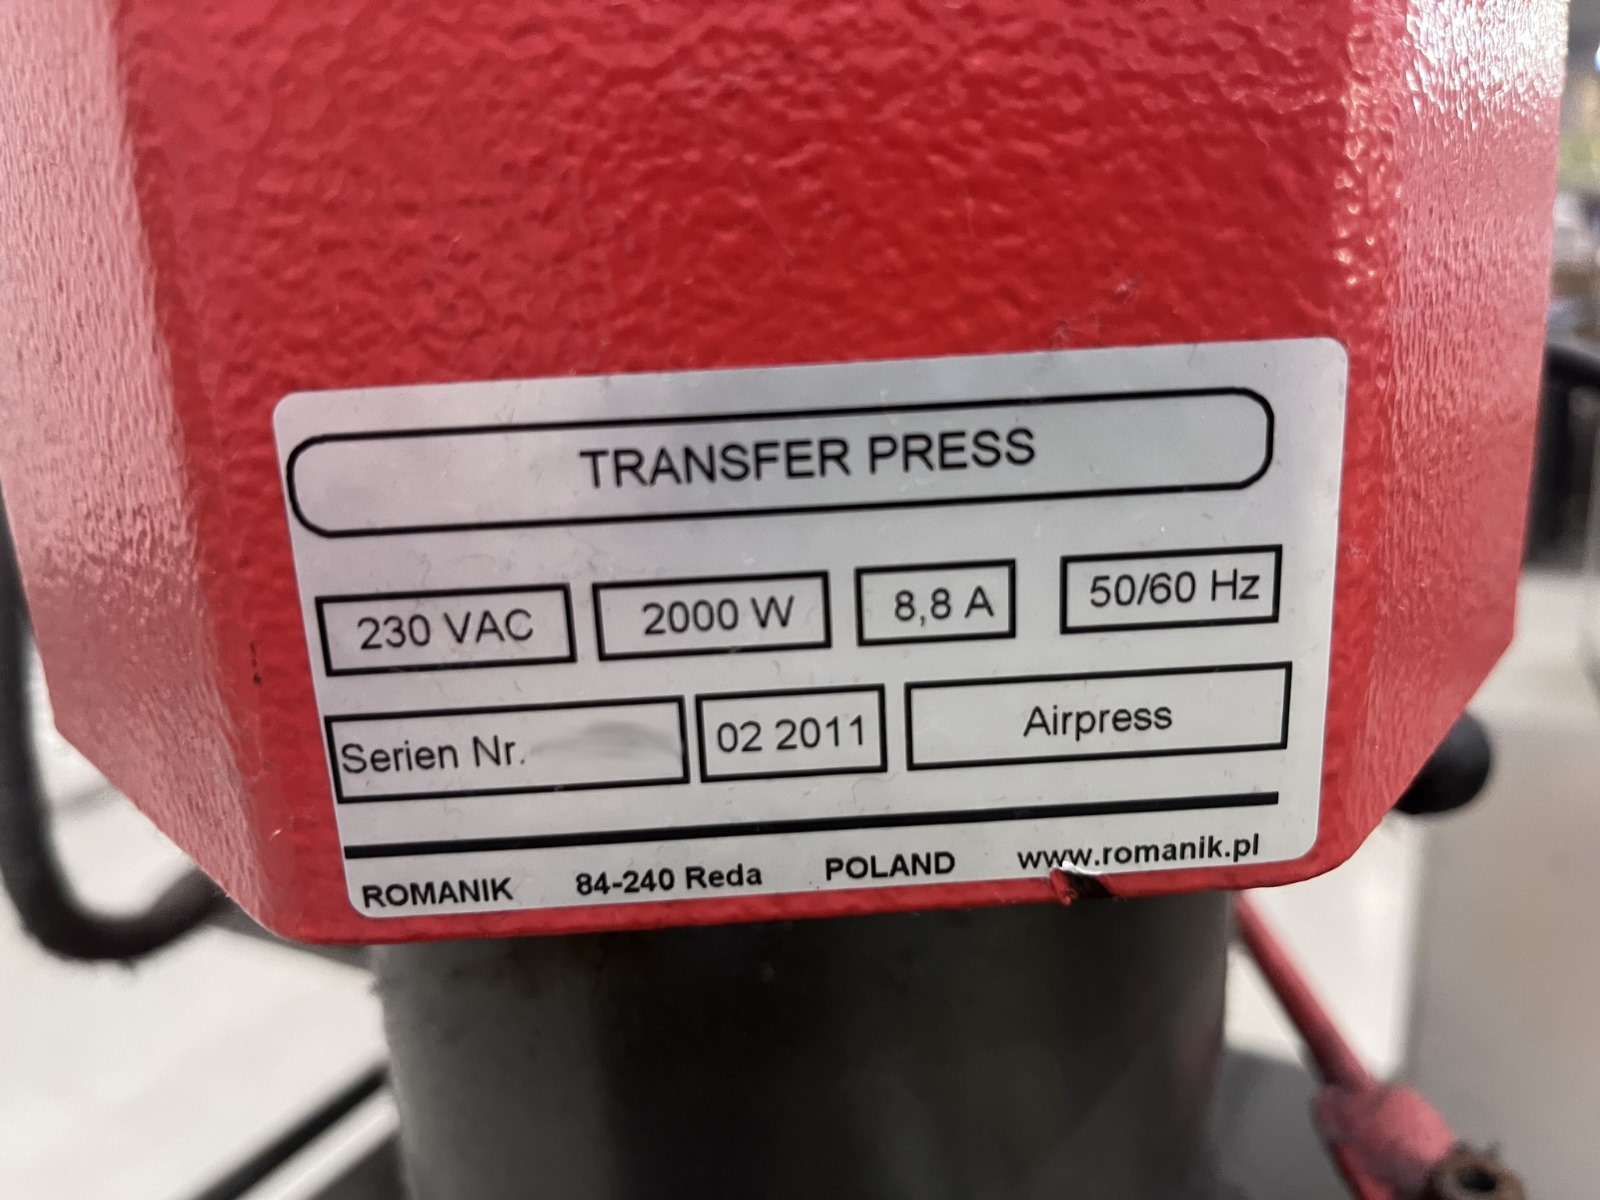 TRANSFER PRESS
230 VAC 2000 W 8,8 A 50/60 Hz
Serien Nr. 02 2011 Airpress
ROMANIK 84-240 Reda POLAND www.romanik.pl